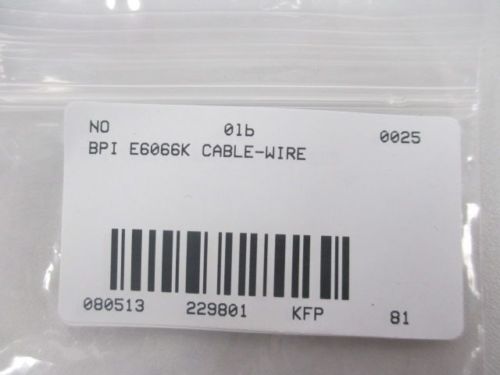 NO 01b 0025
BPI E6066K CABLE-WIRE
080513 229801 KFP 81